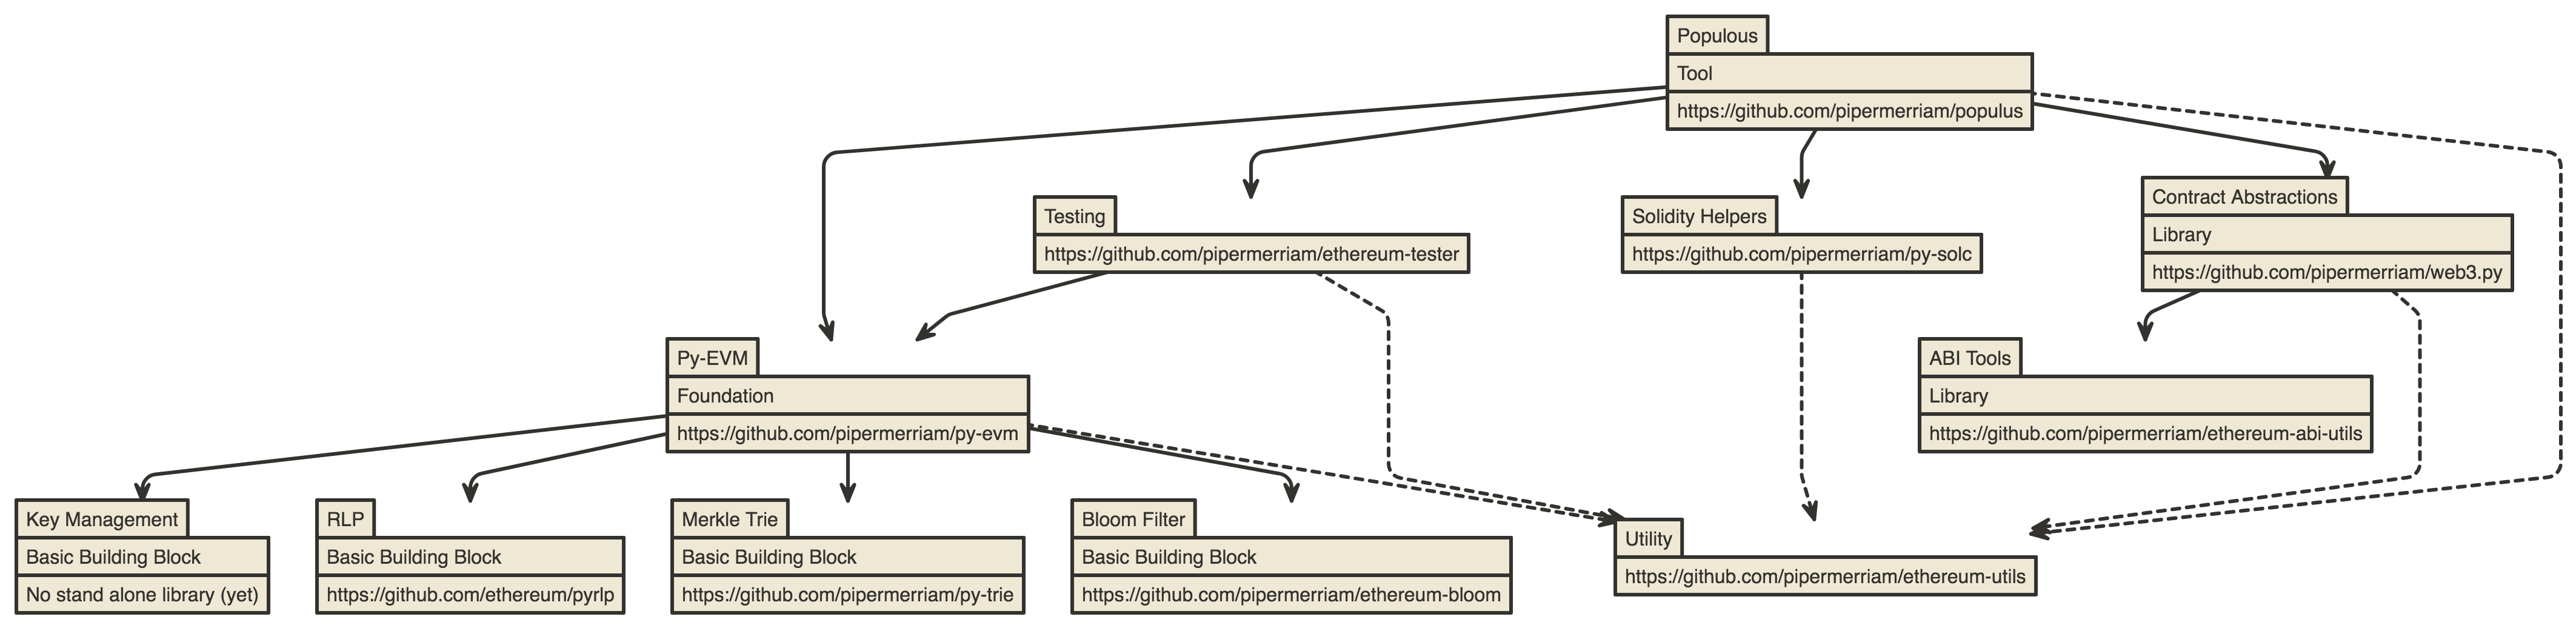 Populous
Tool
https://github.com/pipermerriam/populus
Testing
https://github.com/pipermerriam/ethereum-tester
Solidity Helpers
https://github.com/pipermerriam/py-solc
Contract Abstractions
Library
https://github.com/pipermerriam/web3.py
Py-EVM
Foundation
https://github.com/pipermerriam/py-evm
ABI Tools
Library
https://github.com/pipermerriam/ethereum-abi-utils
Key Management
Basic Building Block
No stand alone library (yet)
RLP
Basic Building Block
https://github.com/ethereum/pyrlp
Merkle Trie
Basic Building Block
https://github.com/pipermerriam/py-trie
Bloom Filter
Basic Building Block
https://github.com/pipermerriam/ethereum-bloom
Utility
https://github.com/pipermerriam/ethereum-utils